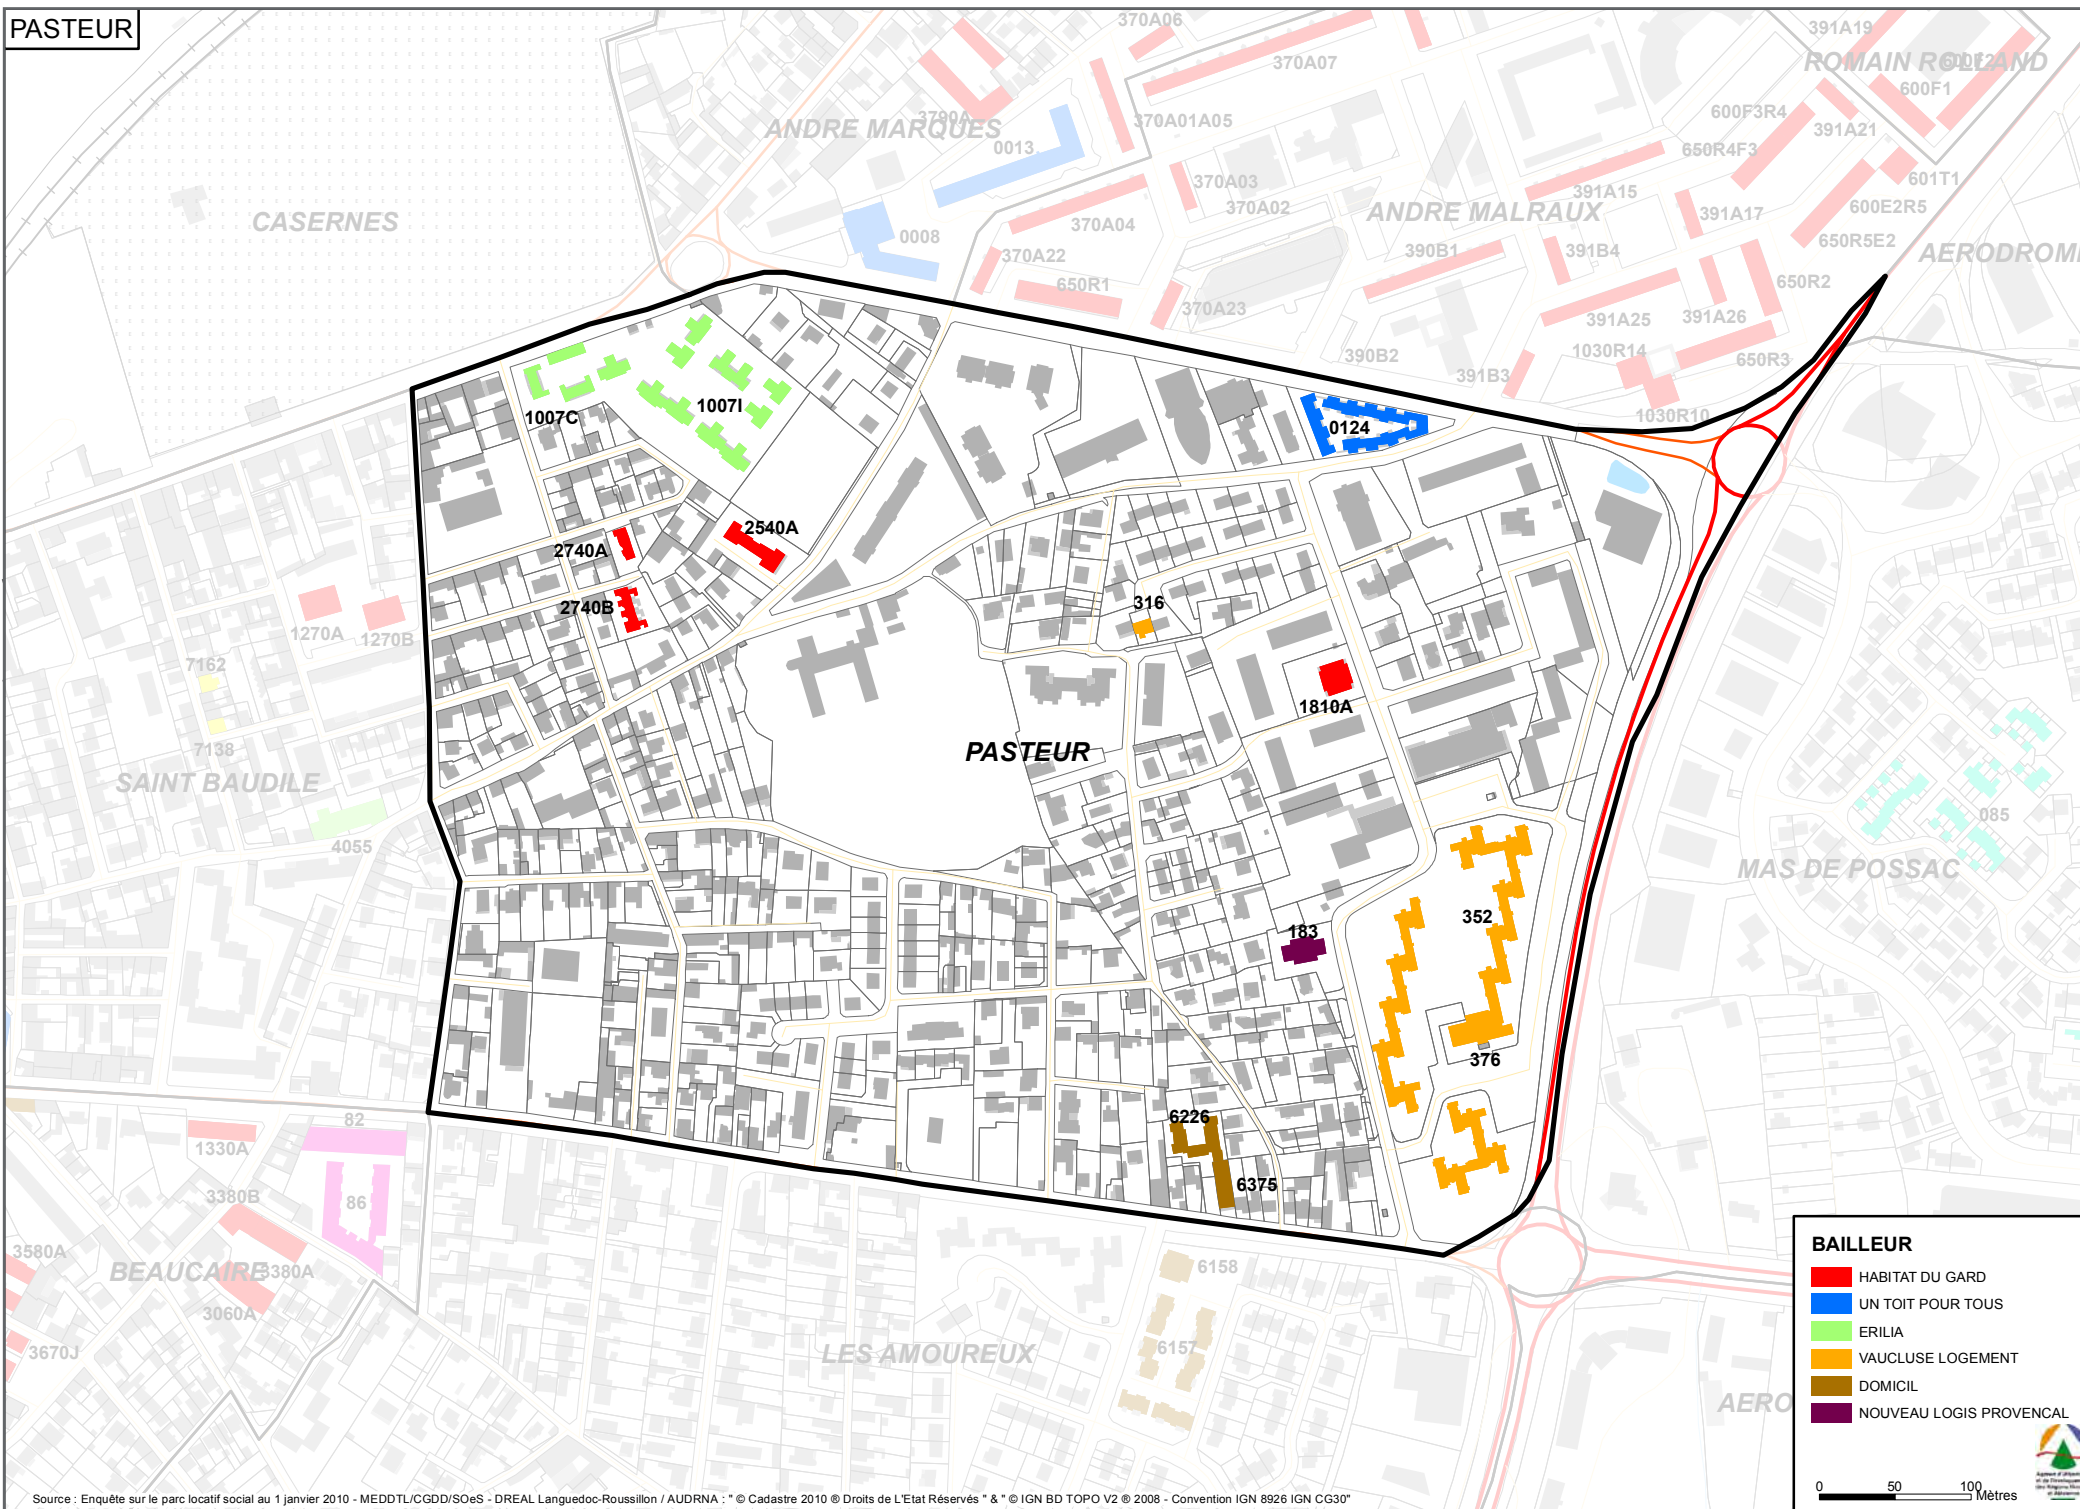 PASTEUR
370A06
391A19
ROMAIN ROLLAND
370A07
600F1
3790A
ANDRE MARQUES
370A01A05
600F3R4
391A21
0013
650R4F3
370A03
391A15
601T1
CASERNES
370A04
370A02
ANDRE MALRAUX
391A17
600E2R5
0008
370A22
390B1
391B4
650R5E2
AERODROME
650R1
370A23
650R2
391A25
391A26
390B2
1030R14
650R3
391B3
1007I
1007C
1030R10
0124
2540A
2740A
2740B
316
1270A
1270B
7162
1810A
7138
PASTEUR
SAINT BAUDILE
085
4055
MAS DE POSSAC
352
183
376
82
6226
1330A
6375
3380B
86
3580A
BEAUCAIRE
3380A
6158
3060A
3670J
6157
LES AMOUREUX
AERO
BAILLEUR
HABITAT DU GARD
UN TOIT POUR TOUS
ERILIA
VAUCLUSE LOGEMENT
DOMICIL
NOUVEAU LOGIS PROVENCAL
0 50 100 Mètres
Source : Enquête sur le parc locatif social au 1 janvier 2010 - MEDDTL/CGDD/SOeS - DREAL Languedoc-Roussillon / AUDRNA : " © Cadastre 2010 ® Droits de L'Etat Réservés " & " © IGN BD TOPO V2 ® 2008 - Convention IGN 8926 IGN CG30"